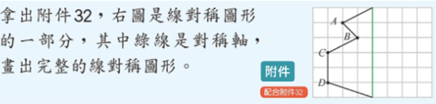 拿出附件32，右圖是線對稱圖形
的一部分，其中綠線是對稱軸，
畫出完整的線對稱圖形。
附件
配合附件32
A
B
C
D